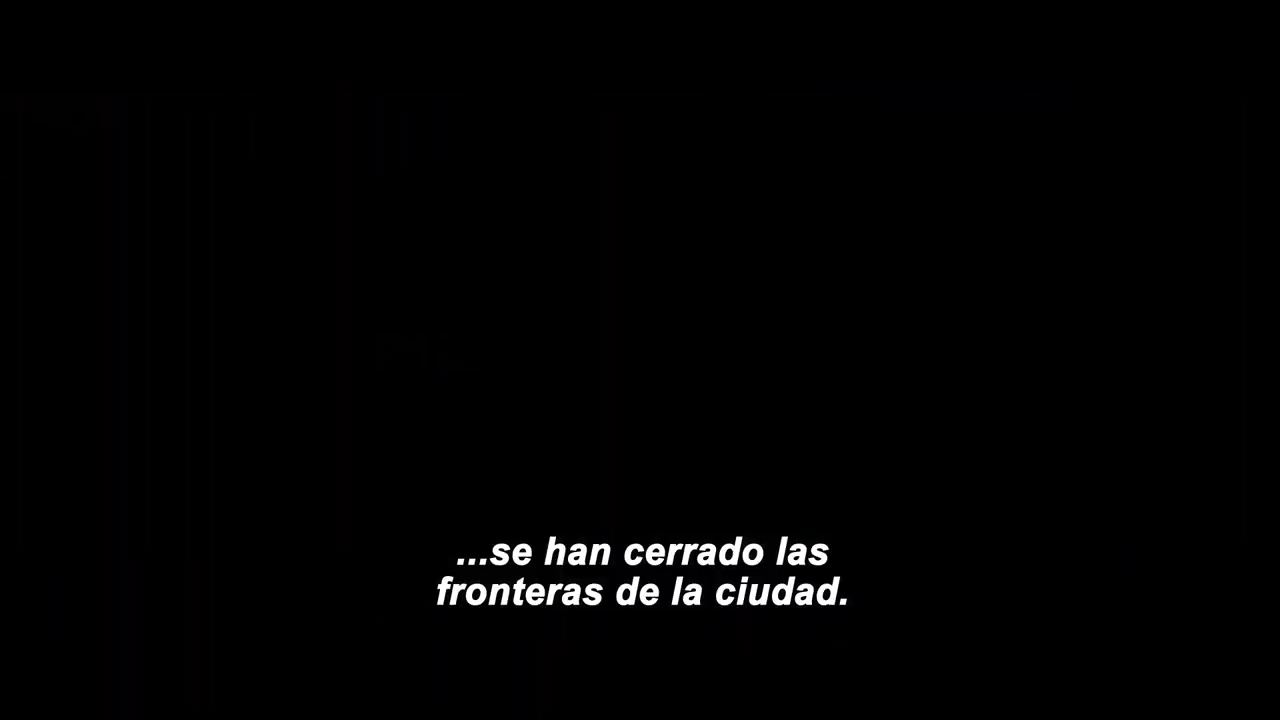 ...se han cerrado las
fronteras de la ciudad.